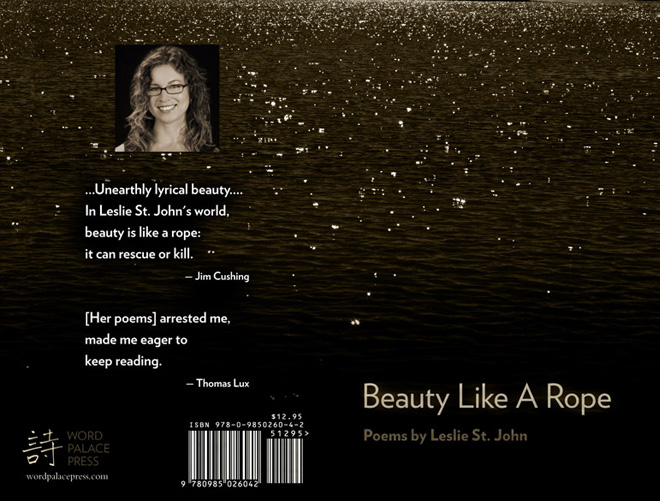 ...Unearthly lyrical beauty....
In Leslie St. John's world,
beauty is like a rope:
it can rescue or kill.
— Jim Cushing
[Her poems] arrested me,
made me eager to
keep reading.
— Thomas Lux
詩
WORD
PALACE
PRESS
wordpalacepress.com
$12.95
ISBN 978-0-9850260-4-2
51295>
9 780985 026042
Beauty Like A Rope
Poems by Leslie St. John